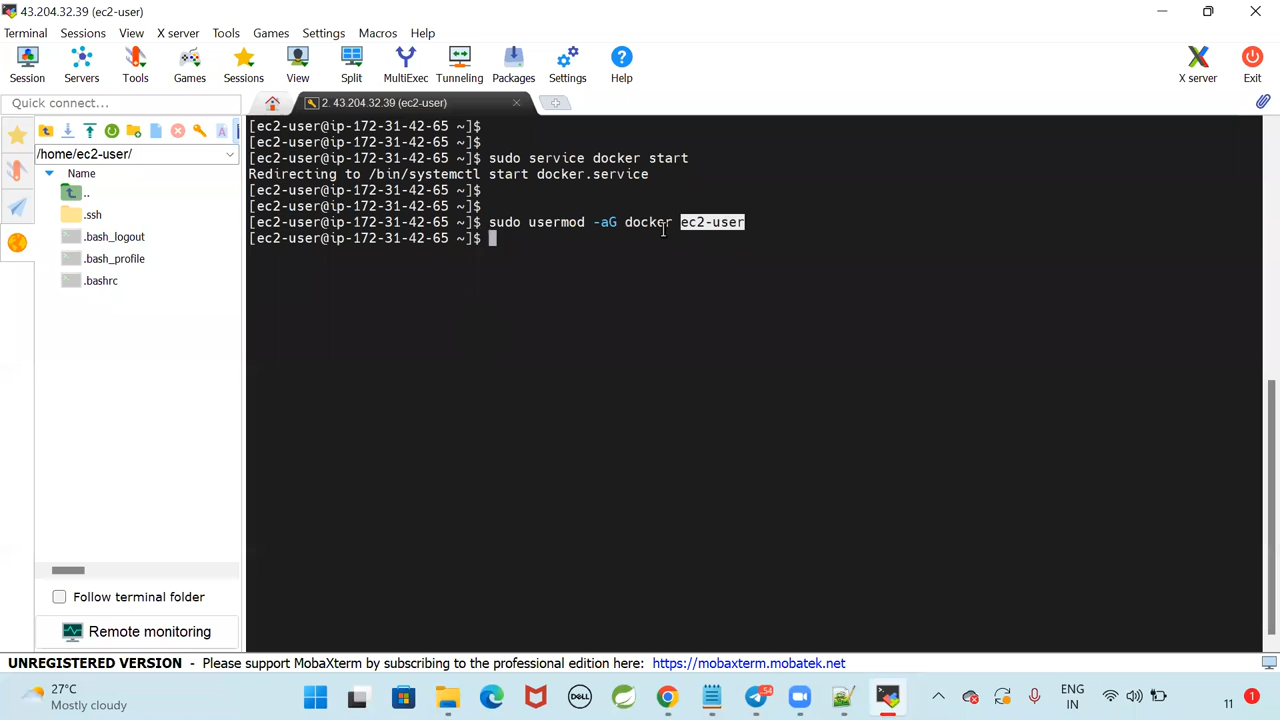 43.204.32.39 (ec2-user)
Terminal Sessions View X server Tools Games Settings Macros Help
Session Servers Tools Games Sessions View Split MultiExec Tunneling Packages Settings Help X server Exit
Quick connect...
2. 43.204.32.39 (ec2-user)
/home/ec2-user/
Name
..
.ssh
.bash_logout
.bash_profile
.bashrc
[ec2-user@ip-172-31-42-65 ~]$
[ec2-user@ip-172-31-42-65 ~]$
[ec2-user@ip-172-31-42-65 ~]$ sudo service docker start
Redirecting to /bin/systemctl start docker.service
[ec2-user@ip-172-31-42-65 ~]$
[ec2-user@ip-172-31-42-65 ~]$
[ec2-user@ip-172-31-42-65 ~]$ sudo usermod -aG docker ec2-user
[ec2-user@ip-172-31-42-65 ~]$
Follow terminal folder
Remote monitoring
UNREGISTERED VERSION - Please support MobaXterm by subscribing to the professional edition here: https://mobaxterm.mobatek.net
27°C
Mostly cloudy
DELL
54
ENG
IN
11
1